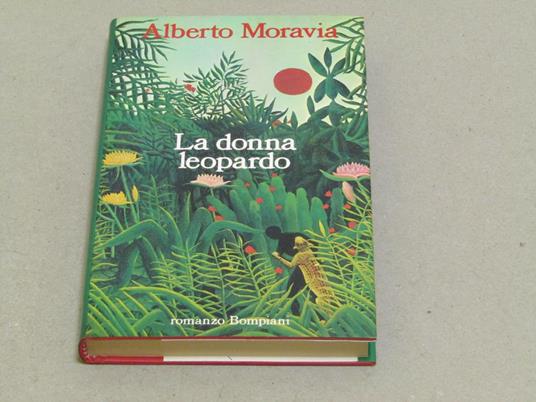 Alberto Moravia
La donna
leopardo
romanzo Bompiani